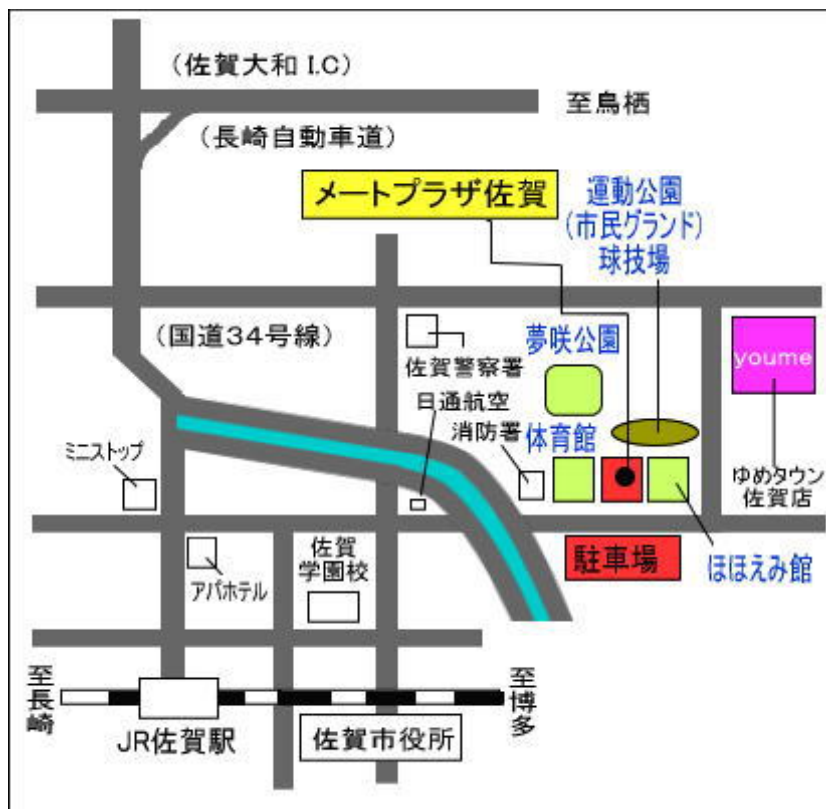 (佐賀大和 I.C)
至鳥栖
(長崎自動車道)
メートプラザ佐賀
運動公園
(市民グランド)
球技場
(国道34号線)
佐賀警察署
夢咲公園
youme
日通航空
消防署
体育館
ミニストップ
ゆめタウン
佐賀店
佐賀
学園校
アパホテル
駐車場
ほほえみ館
至長崎
至博多
JR佐賀駅
佐賀市役所